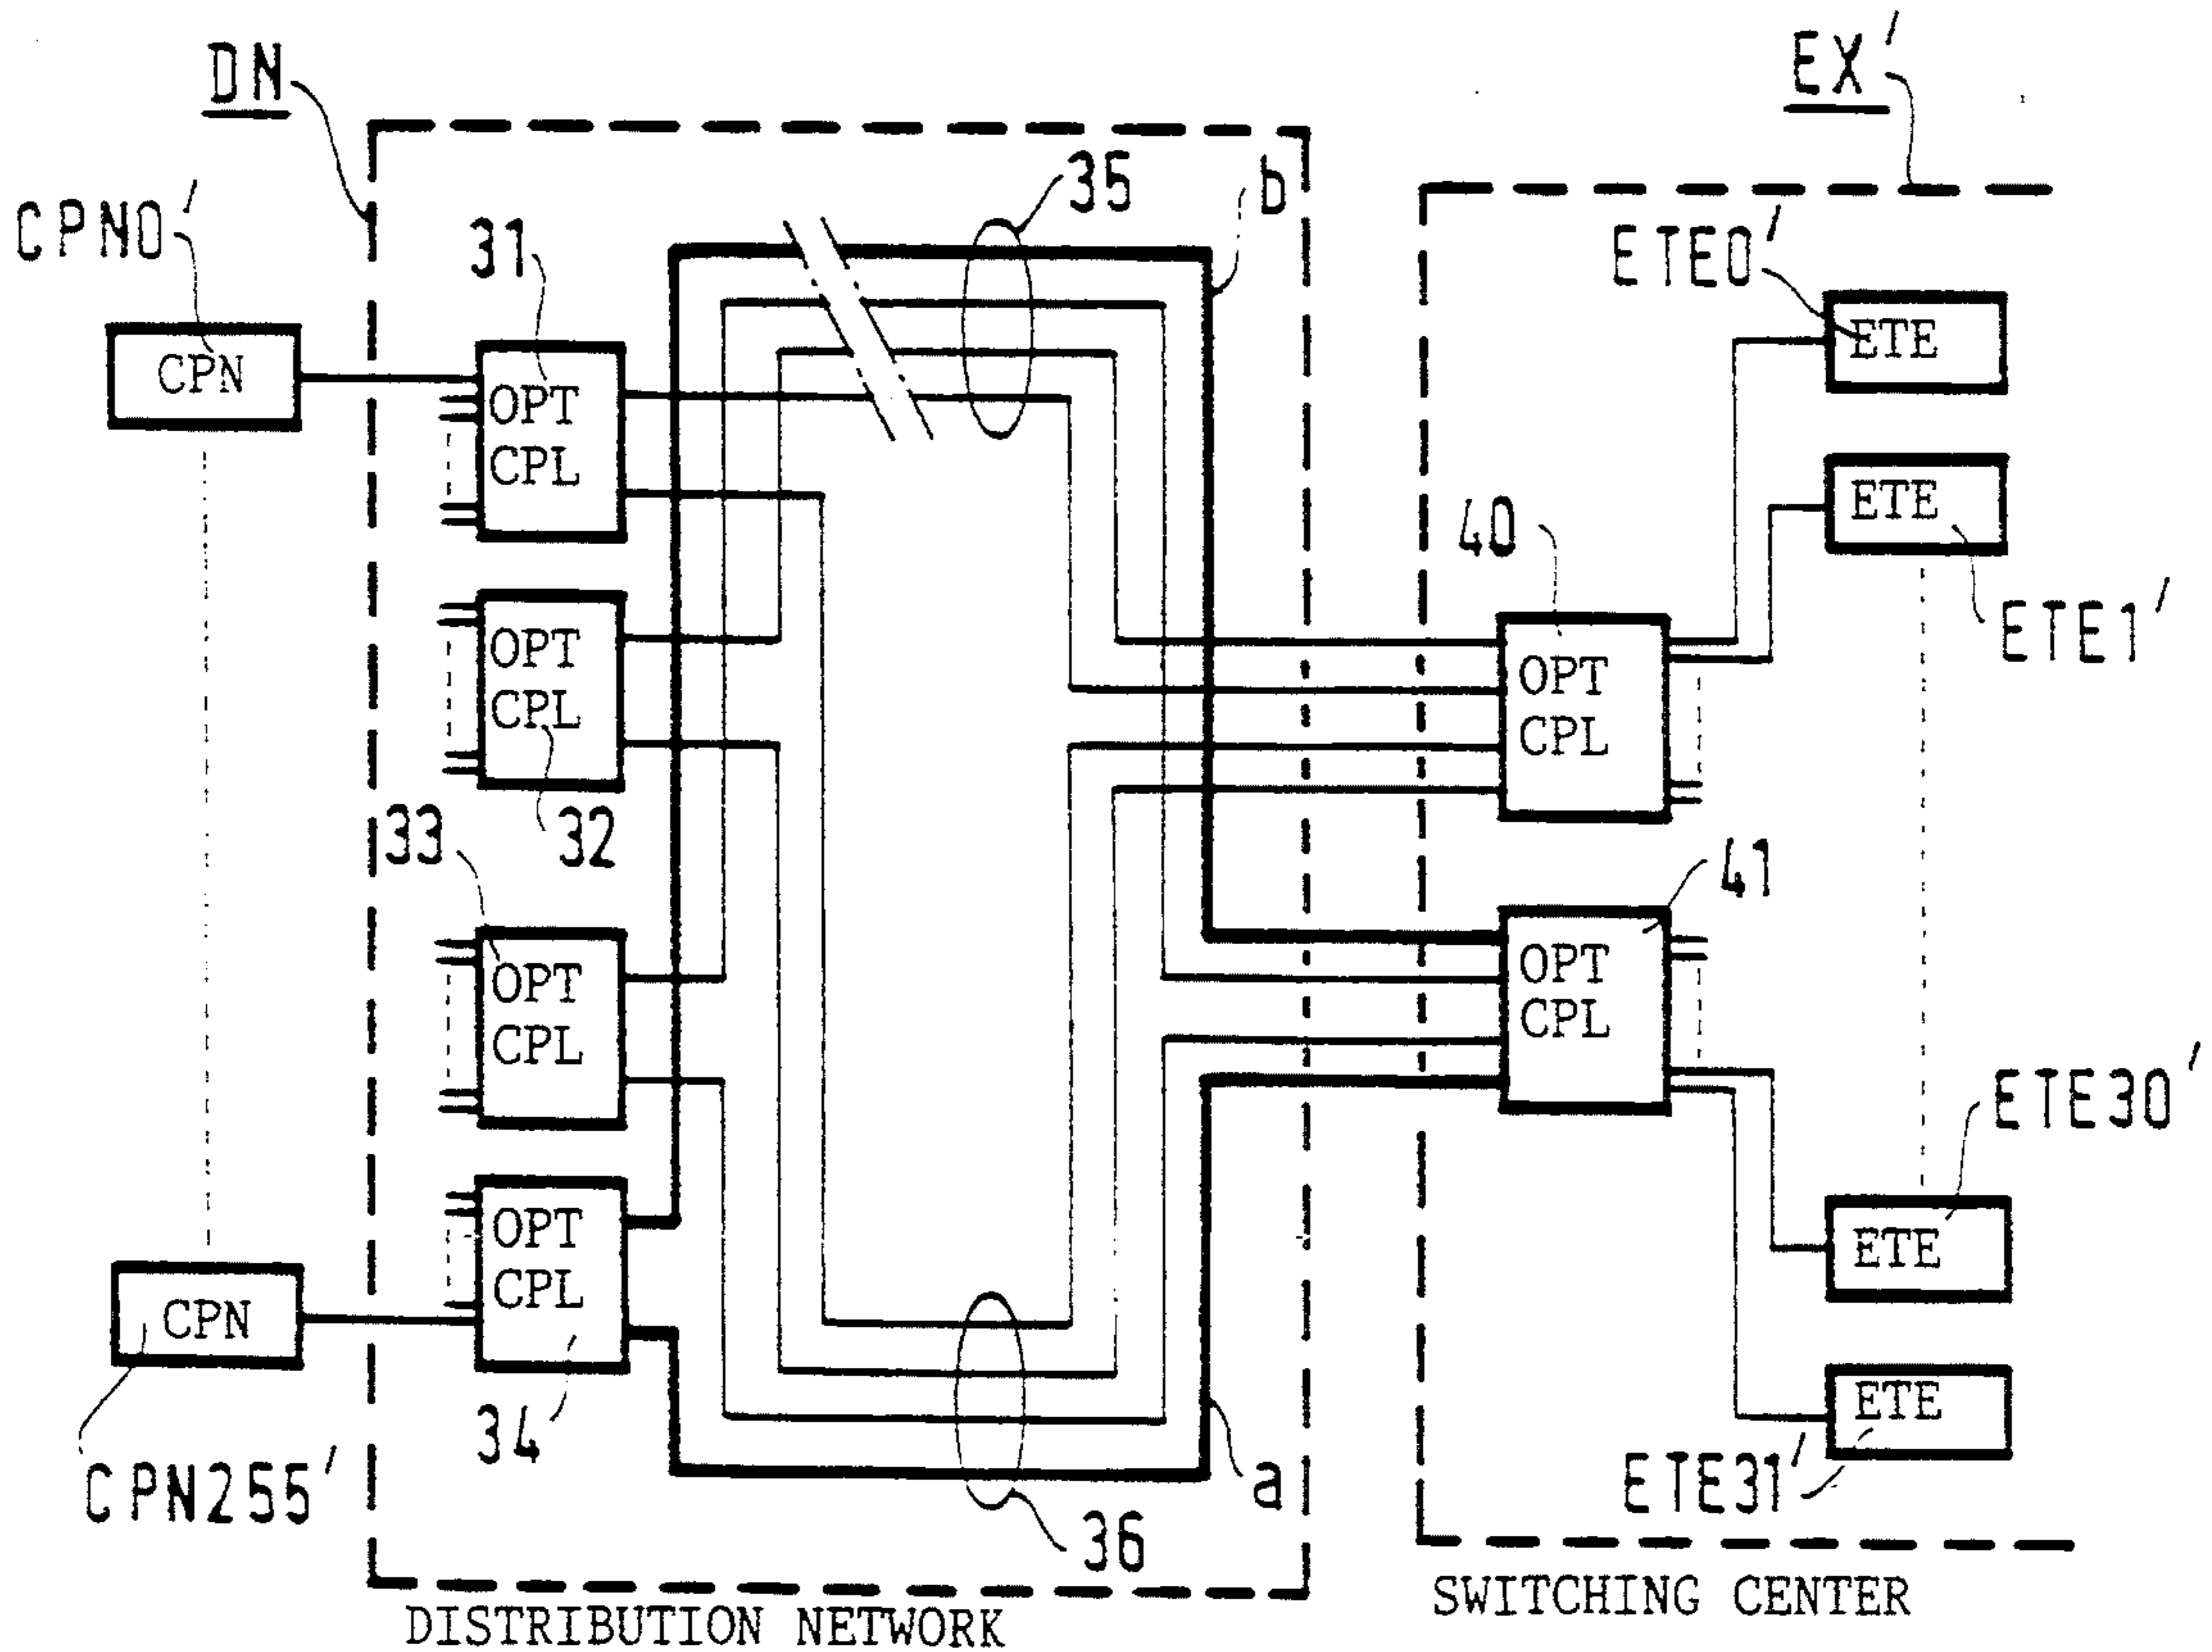 DN
EX'
CPN0'
31
35
b
ETE0'
CPN
OPT
CPL
ETE
ETE
40
ETE1'
OPT
CPL
32
OPT
CPL
33
41
OPT
CPL
OPT
CPL
ETE30'
OPT
CPL
ETE
CPN
34
ETE
CPN255'
a
ETE31'
36
SWITCHING CENTER
DISTRIBUTION NETWORK